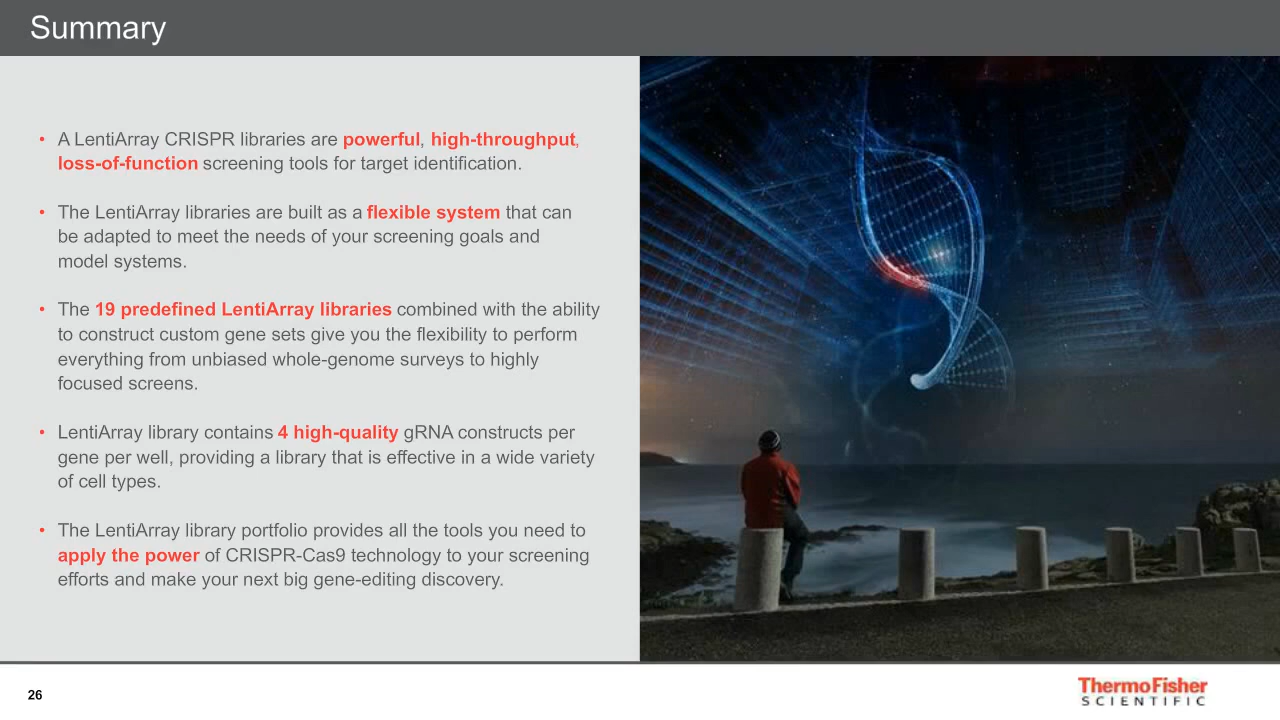 Summary
• A LentiArray CRISPR libraries are powerful, high-throughput,
loss-of-function screening tools for target identification.
• The LentiArray libraries are built as a flexible system that can
be adapted to meet the needs of your screening goals and
model systems.
• The 19 predefined LentiArray libraries combined with the ability
to construct custom gene sets give you the flexibility to perform
everything from unbiased whole-genome surveys to highly
focused screens.
• LentiArray library contains 4 high-quality gRNA constructs per
gene per well, providing a library that is effective in a wide variety
of cell types.
• The LentiArray library portfolio provides all the tools you need to
apply the power of CRISPR-Cas9 technology to your screening
efforts and make your next big gene-editing discovery.
26
ThermoFisher
SCIENTIFIC